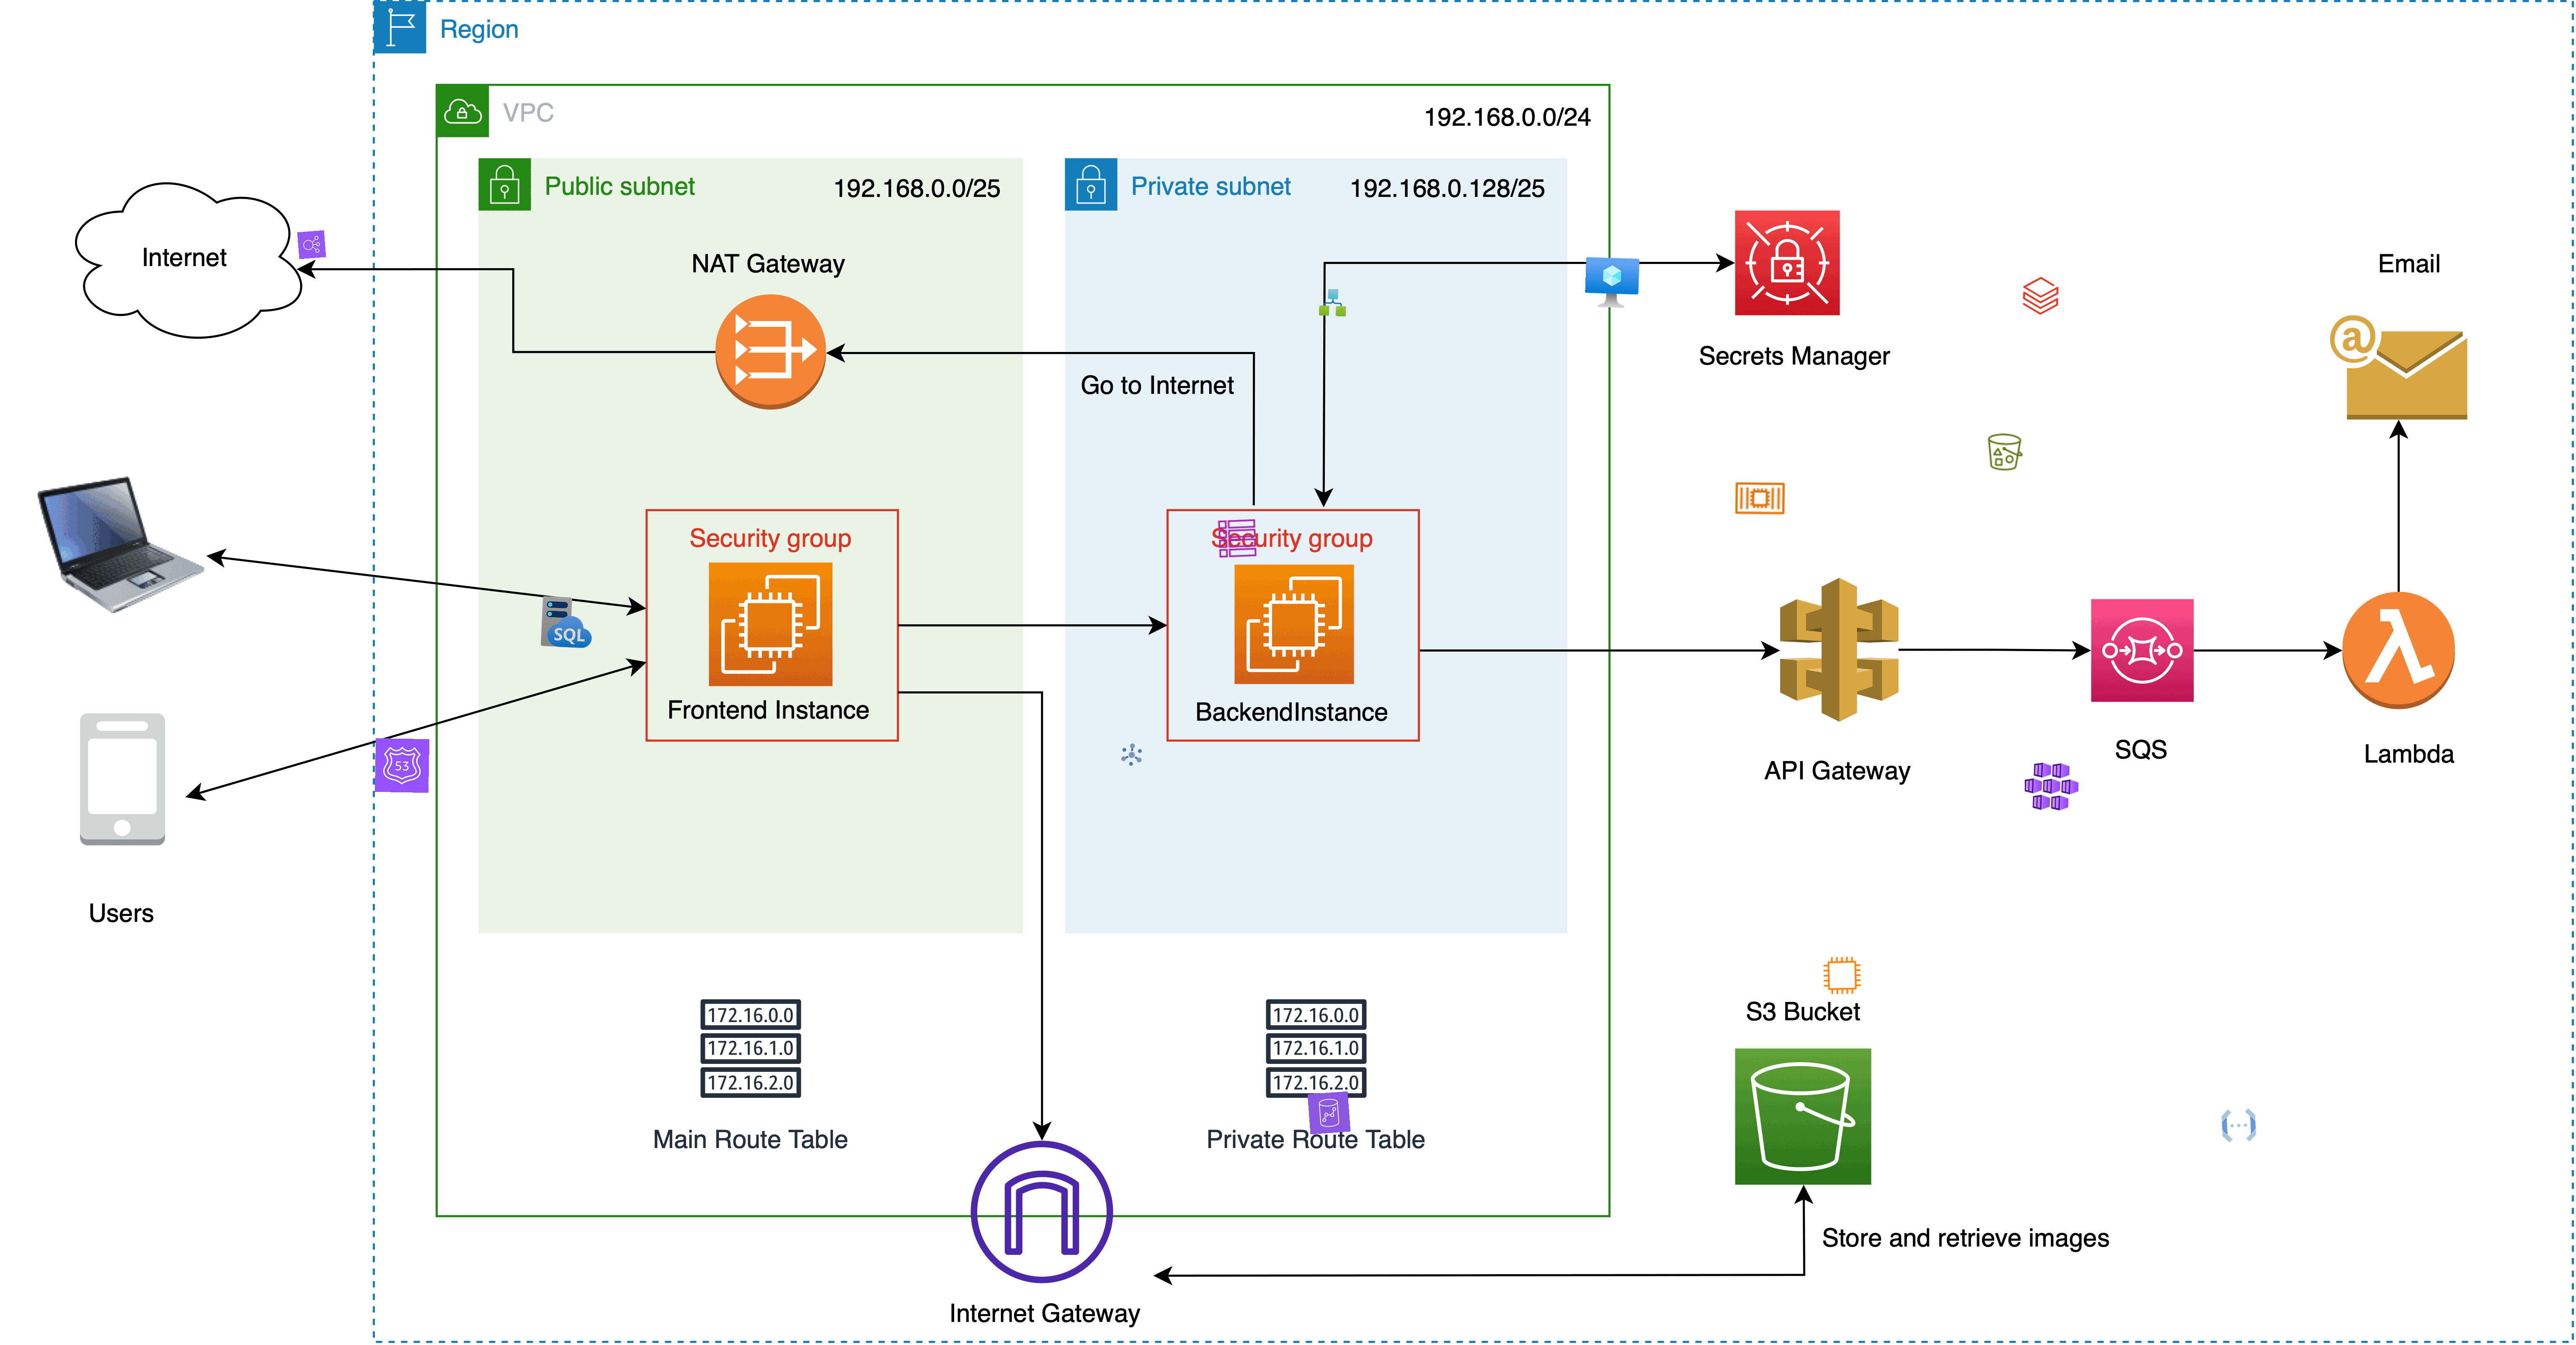 Region
VPC
192.168.0.0/24
Public subnet
192.168.0.0/25
Private subnet
192.168.0.128/25
Internet
NAT Gateway
Go to Internet
Secrets Manager
Email
@
Security group
Frontend Instance
Security group
BackendInstance
SQL
53
Users
API Gateway
SQS
Lambda
172.16.0.0
172.16.1.0
172.16.2.0
Main Route Table
172.16.0.0
172.16.1.0
172.16.2.0
Private Route Table
S3 Bucket
Store and retrieve images
Internet Gateway